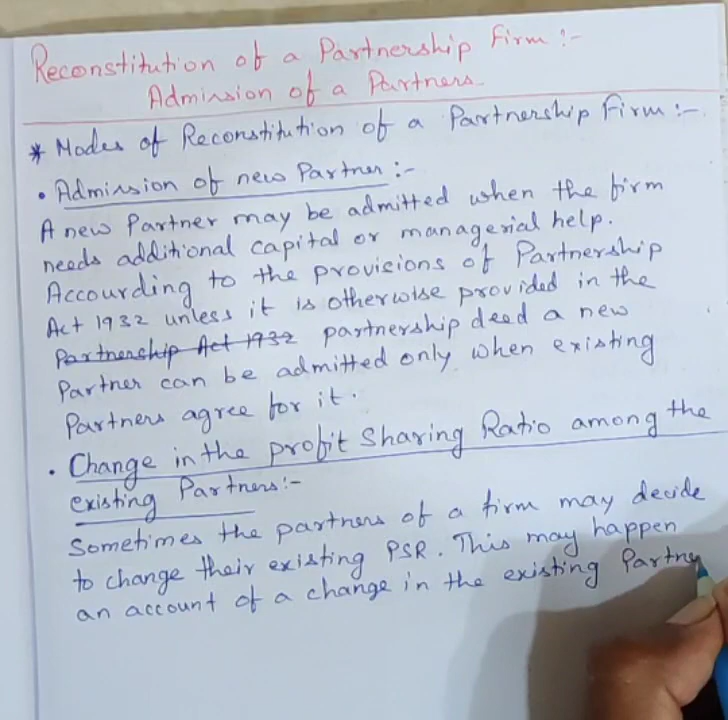 Reconstitution of a Partnership Firm :-
Admission of a Partners.
* Modes of Reconstitution of a Partnership Firm :-
• Admission of new Partner :-
A new Partner may be admitted when the firm
needs additional capital or managerial help.
Accourding to the provisions of Partnership
Act 1932 unless it is otherwise provided in the
Partnership Act 1932 partnership deed a new
Partner can be admitted only when existing
Partners agree for it.
• Change in the profit Sharing Ratio among the
existing Partners:-
Sometimes the partners of a firm may decide
to change their existing PSR. This may happen
an account of a change in the existing Partne